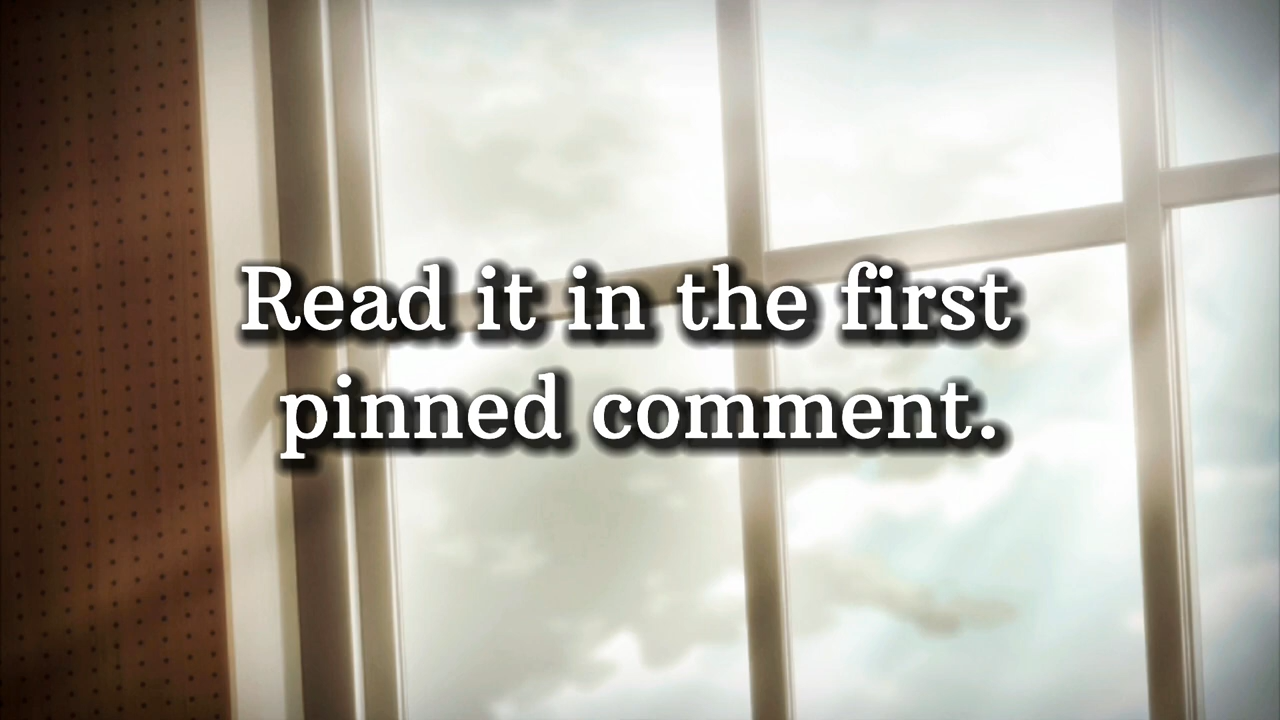 Read it in the first
pinned comment.